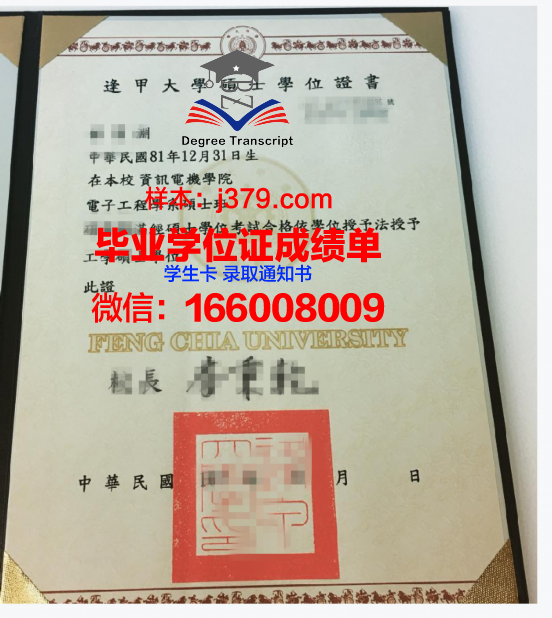 逢甲大學碩士學位證書
號
Degree Transcript
中華民國81年12月31日生
在本校 資訊電機學院
样本：j379.com
電子工程學系碩士班
經碩士學位考試合格依學位授予法授予
毕业学位证成绩单
工學碩士學位
学生卡 录取通知书
此證
微信：166008009
FENG CHIA UNIVERSITY
校長
中華民國 月 日